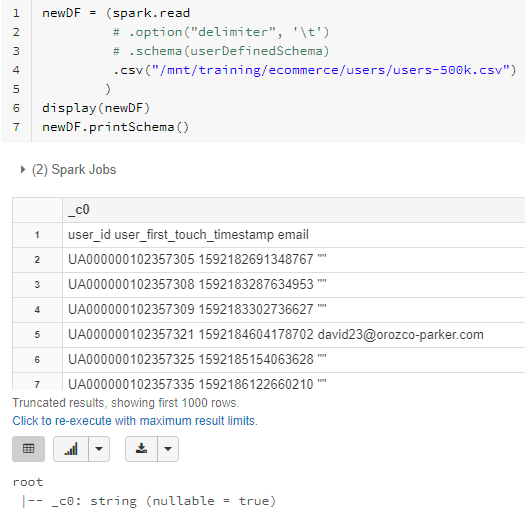 1 newDF = (spark.read
2 # .option("delimiter", '\t')
3 # .schema(userDefinedSchema)
4 .csv("/mnt/training/ecommerce/users/users-500k.csv")
5 )
6 display(newDF)
7 newDF.printSchema()
(2) Spark Jobs
_c0
1 user_id user_first_touch_timestamp email
2 UA000000102357305 1592182691348767 ""
3 UA000000102357308 1592183287634953 ""
4 UA000000102357309 1592183302736627 ""
5 UA000000102357321 1592184604178702 david23@orozco-parker.com
6 UA000000102357325 1592185154063628 ""
7 UA000000102357335 1592186122660210 ""
Truncated results, showing first 1000 rows.
Click to re-execute with maximum result limits.
root
|-- _c0: string (nullable = true)